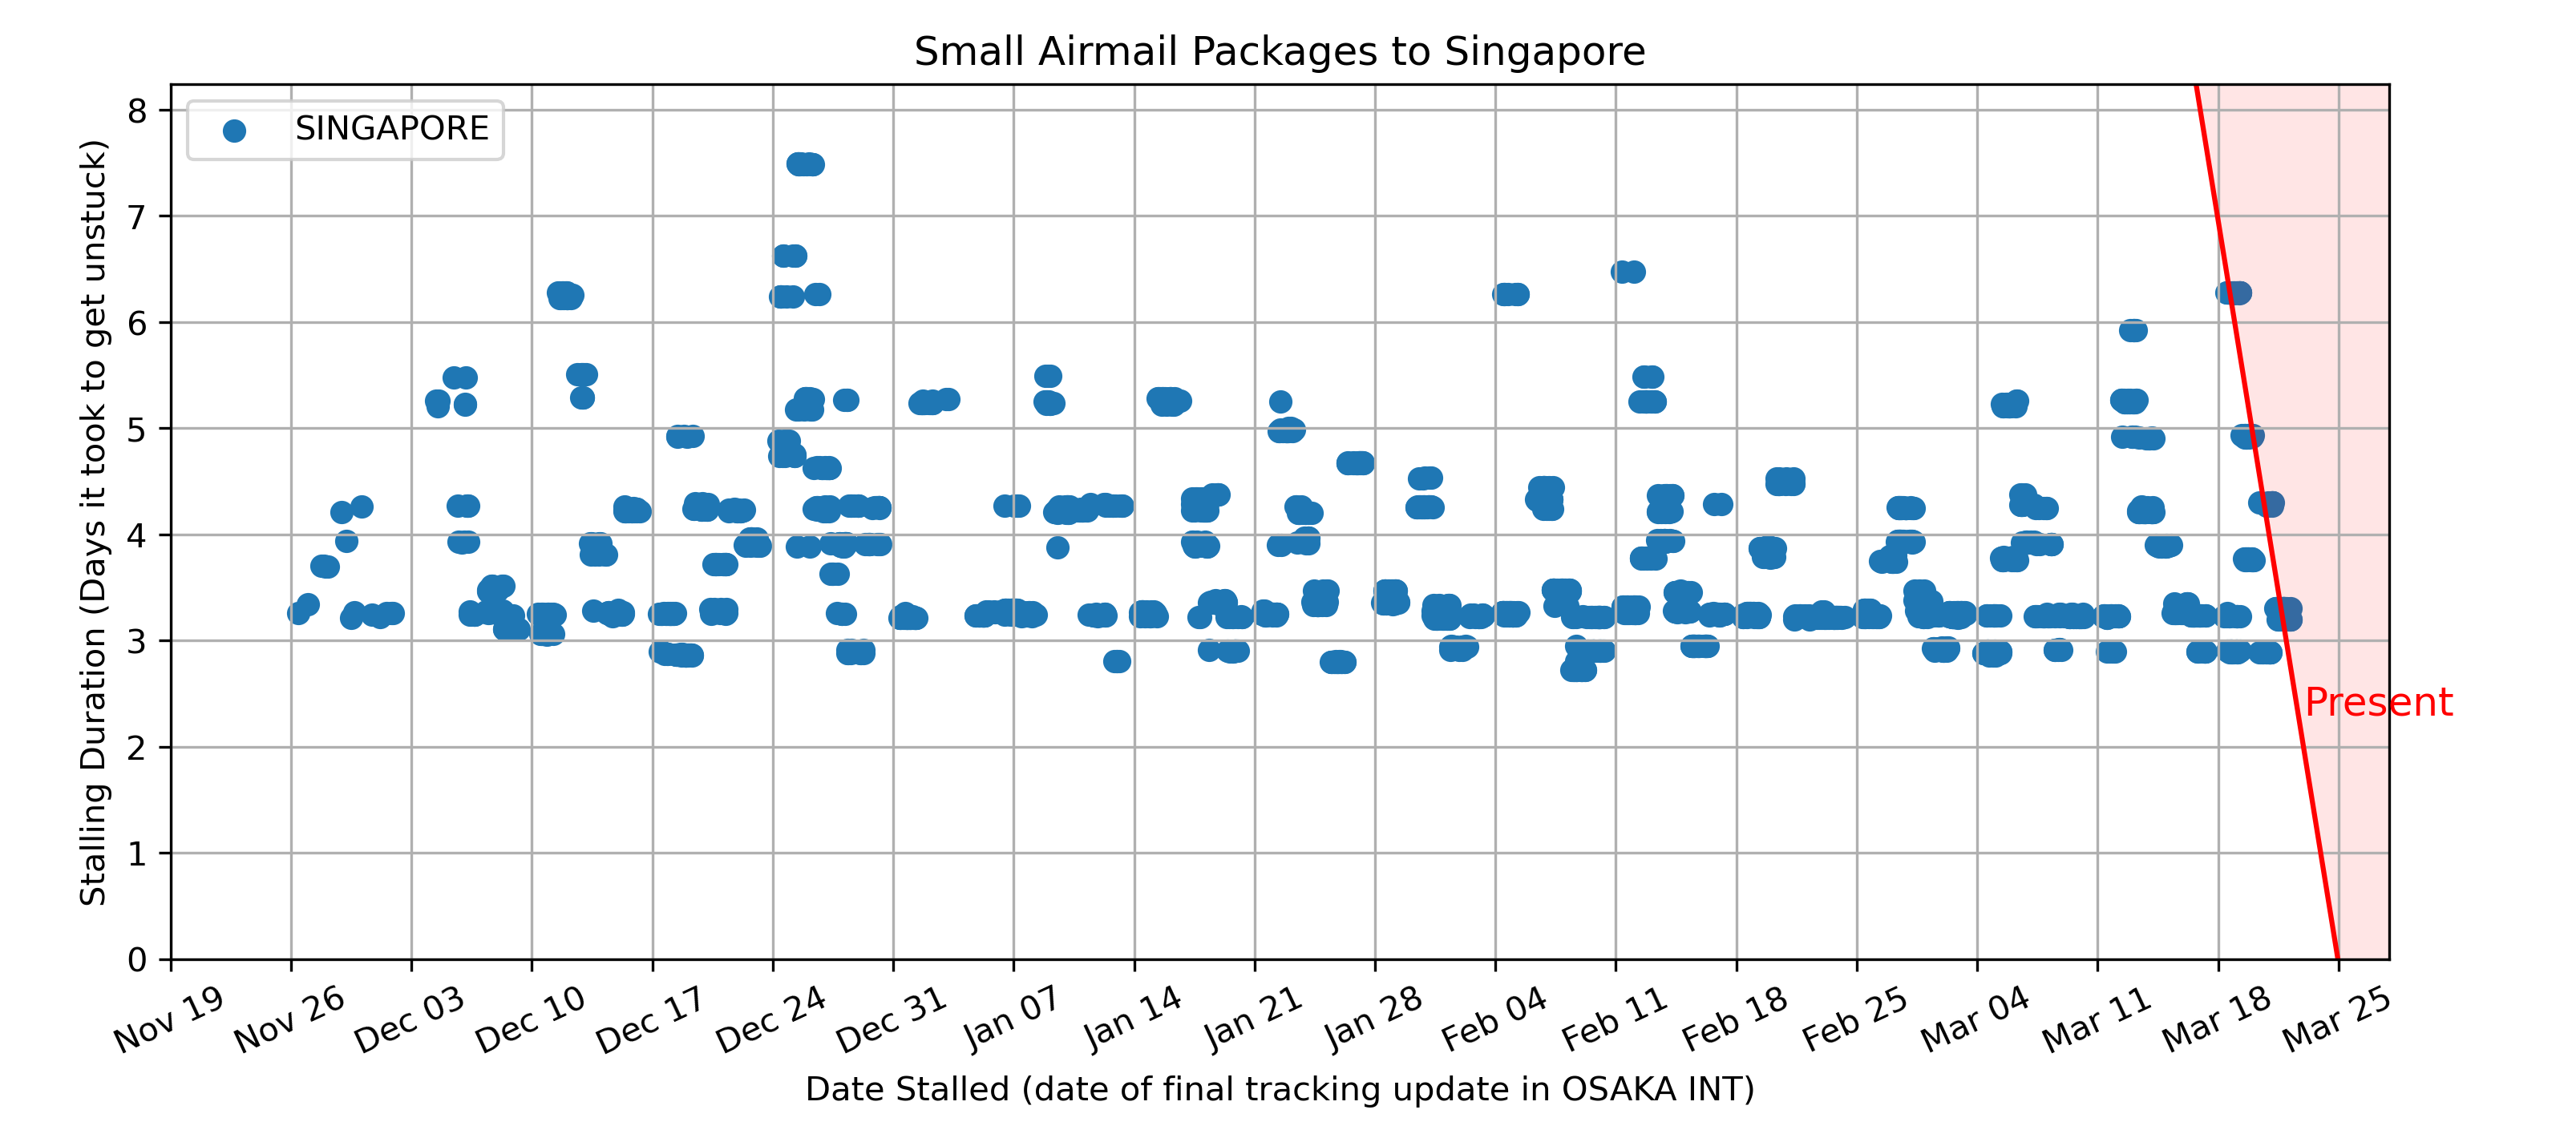 Small Airmail Packages to Singapore
SINGAPORE
Stalling Duration (Days it took to get unstuck)
8
7
6
5
4
3
2
1
0
Present
Nov 19
Nov 26
Dec 03
Dec 10
Dec 17
Dec 24
Dec 31
Jan 07
Jan 14
Jan 21
Jan 28
Feb 04
Feb 11
Feb 18
Feb 25
Mar 04
Mar 11
Mar 18
Mar 25
Date Stalled (date of final tracking update in OSAKA INT)